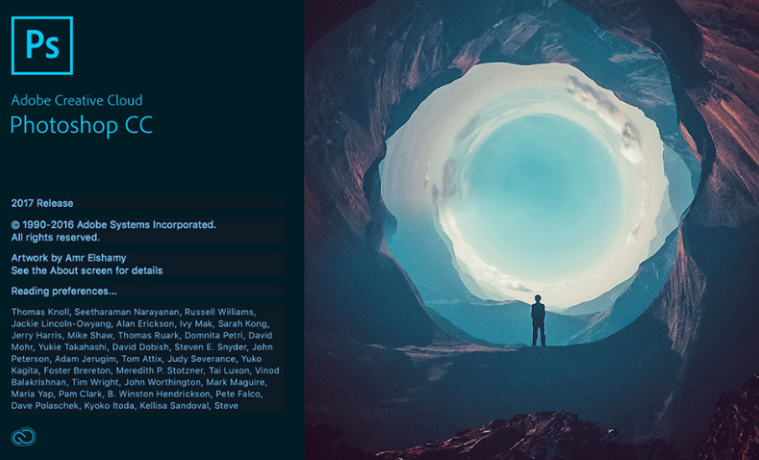 Ps
Adobe Creative Cloud
Photoshop CC
2017 Release
© 1990-2016 Adobe Systems Incorporated.
All rights reserved.
Artwork by Amr Elshamy
See the About screen for details
Reading preferences...
Thomas Knoll, Seetharaman Narayanan, Russell Williams,
Jackie Lincoln-Owyang, Alan Erickson, Ivy Mak, Sarah Kong,
Jerry Harris, Mike Shaw, Thomas Ruark, Domnita Petri, David
Mohr, Yukie Takahashi, David Dobish, Steven E. Snyder, John
Peterson, Adam Jerugim, Tom Attix, Judy Severance, Yuko
Kagita, Foster Brereton, Meredith P. Stotzner, Tai Luxon, Vinod
Balakrishnan, Tim Wright, John Worthington, Mark Maguire,
Maria Yap, Pam Clark, B. Winston Hendrickson, Pete Falco,
Dave Polaschek, Kyoko Itoda, Kellisa Sandoval, Steve